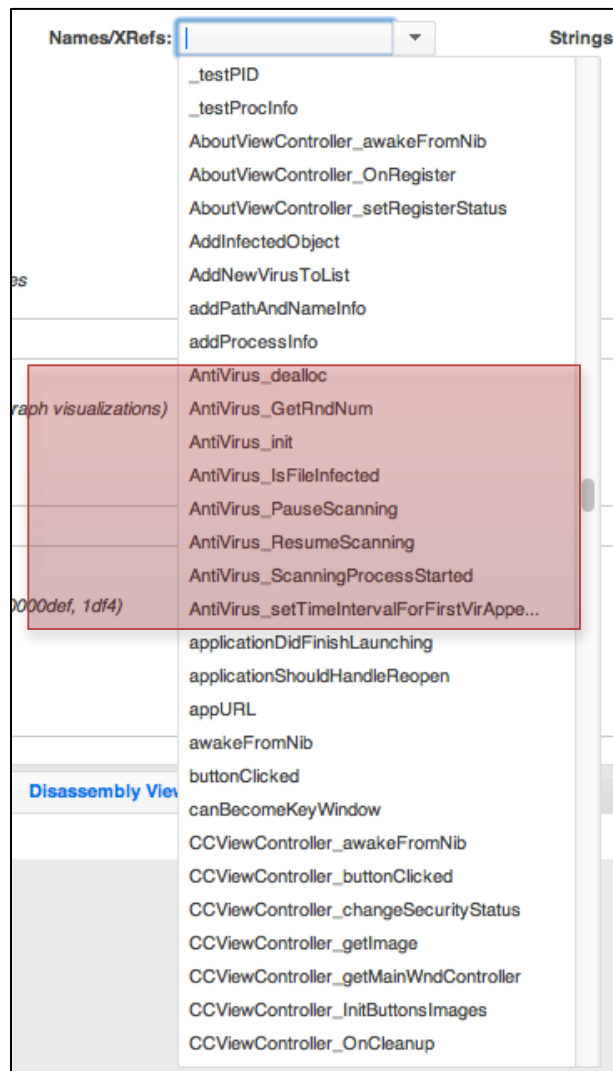 Names/XRefs: Strings
_testPID
_testProcInfo
AboutViewController_awakeFromNib
AboutViewController_OnRegister
AboutViewController_setRegisterStatus
AddInfectedObject
es AddNewVirusToList
addPathAndNameInfo
addProcessInfo
AntiVirus_dealloc
raph visualizations) AntiVirus_GetRndNum
AntiVirus_init
AntiVirus_IsFileInfected
AntiVirus_PauseScanning
AntiVirus_ResumeScanning
AntiVirus_ScanningProcessStarted
0000def, 1df4) AntiVirus_setTimeIntervalForFirstVirAppe...
applicationDidFinishLaunching
applicationShouldHandleReopen
appURL
awakeFromNib
buttonClicked
Disassembly View
canBecomeKeyWindow
CCViewController_awakeFromNib
CCViewController_buttonClicked
CCViewController_changeSecurityStatus
CCViewController_getImage
CCViewController_getMainWndController
CCViewController_InitButtonsImages
CCViewController_OnCleanup